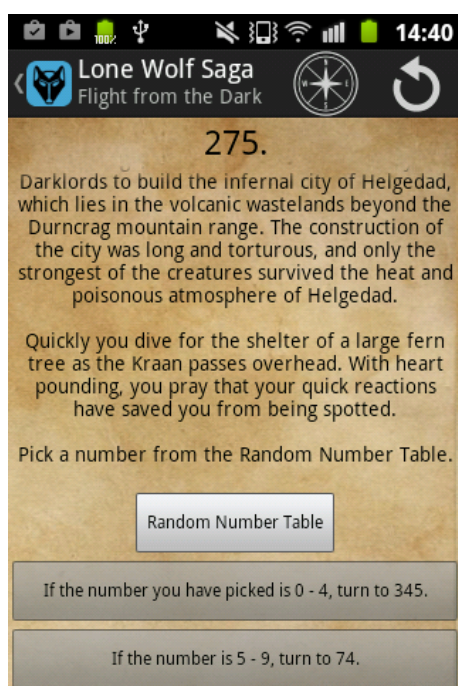 100%
14:40
Lone Wolf Saga
Flight from the Dark
N
W E
S
275.
Darklords to build the infernal city of Helgedad,
which lies in the volcanic wastelands beyond the
Durncrag mountain range. The construction of
the city was long and torturous, and only the
strongest of the creatures survived the heat and
poisonous atmosphere of Helgedad.
Quickly you dive for the shelter of a large fern
tree as the Kraan passes overhead. With heart
pounding, you pray that your quick reactions
have saved you from being spotted.
Pick a number from the Random Number Table.
Random Number Table
If the number you have picked is 0 - 4, turn to 345.
If the number is 5 - 9, turn to 74.